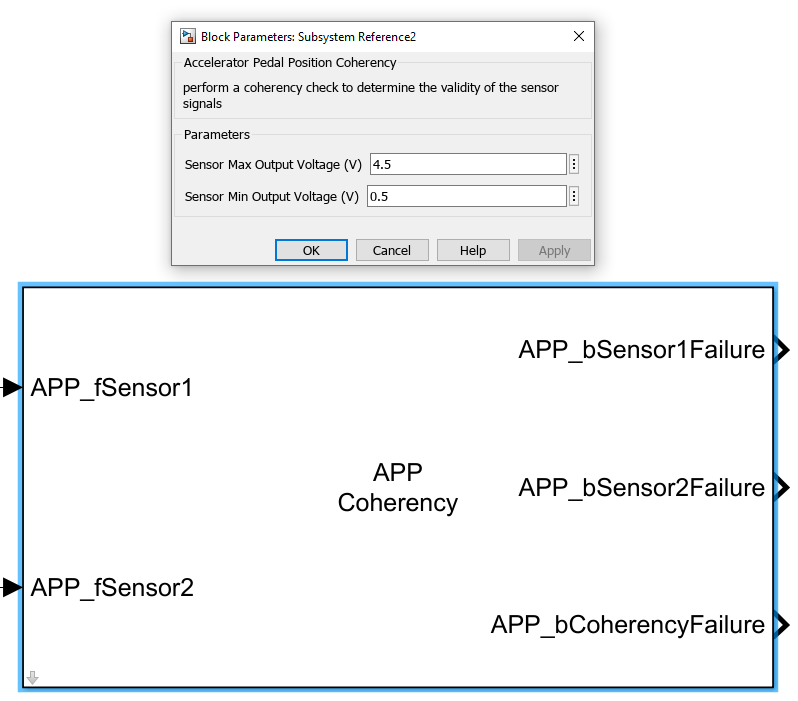 Block Parameters: Subsystem Reference2
Accelerator Pedal Position Coherency
perform a coherency check to determine the validity of the sensor
signals
Parameters
Sensor Max Output Voltage (V) 4.5
Sensor Min Output Voltage (V) 0.5
OK Cancel Help Apply
APP_bSensor1Failure
APP_fSensor1
APP
Coherency
APP_bSensor2Failure
APP_fSensor2
APP_bCoherencyFailure